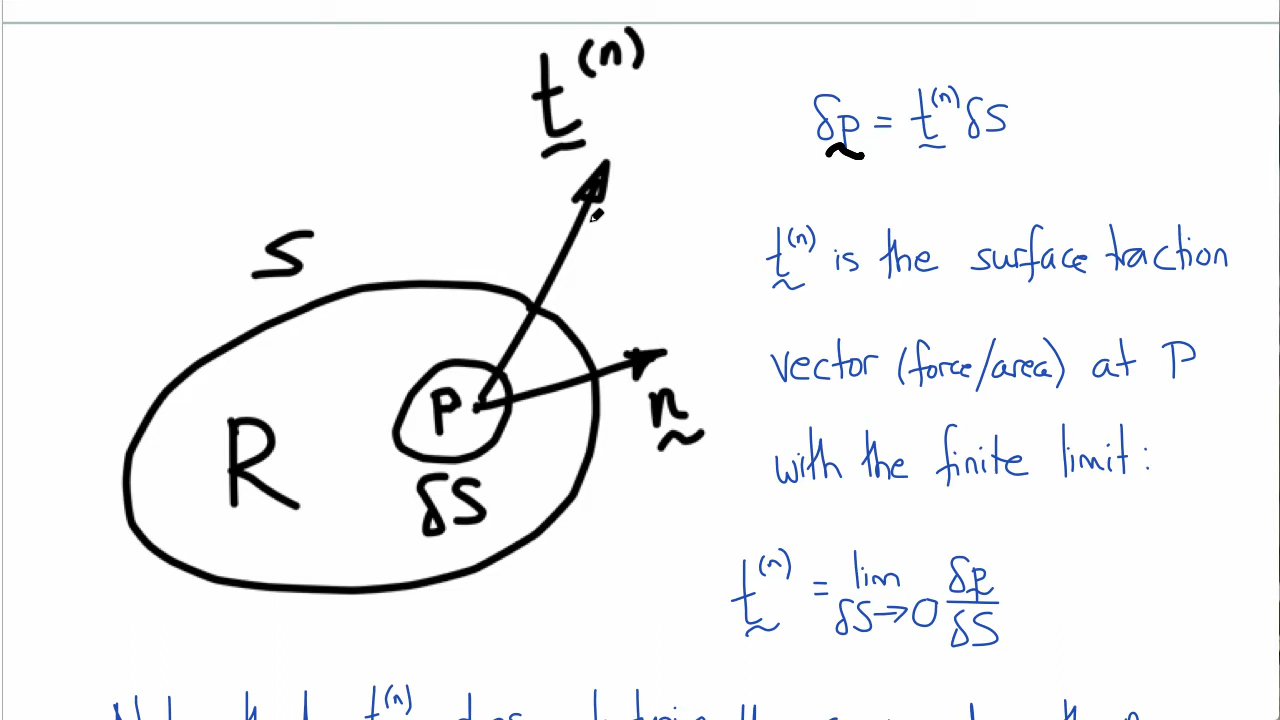 t⁽ⁿ⁾
S
P
n
R
δS
δp = t⁽ⁿ⁾ δS
t⁽ⁿ⁾ is the surface traction
vector (force/area) at P
with the finite limit:
t⁽ⁿ⁾ = lim δS→0 δp/δS
t⁽ⁿ⁾